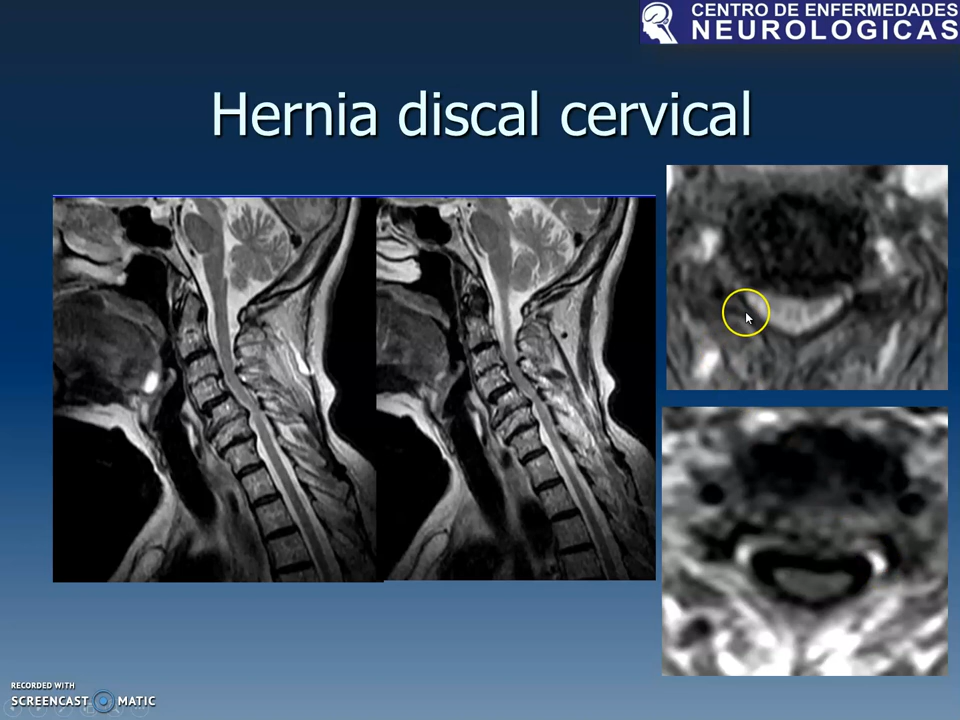 CENTRO DE ENFERMEDADES
NEUROLOGICAS
Hernia discal cervical
RECORDED WITH
SCREENCAST MATIC